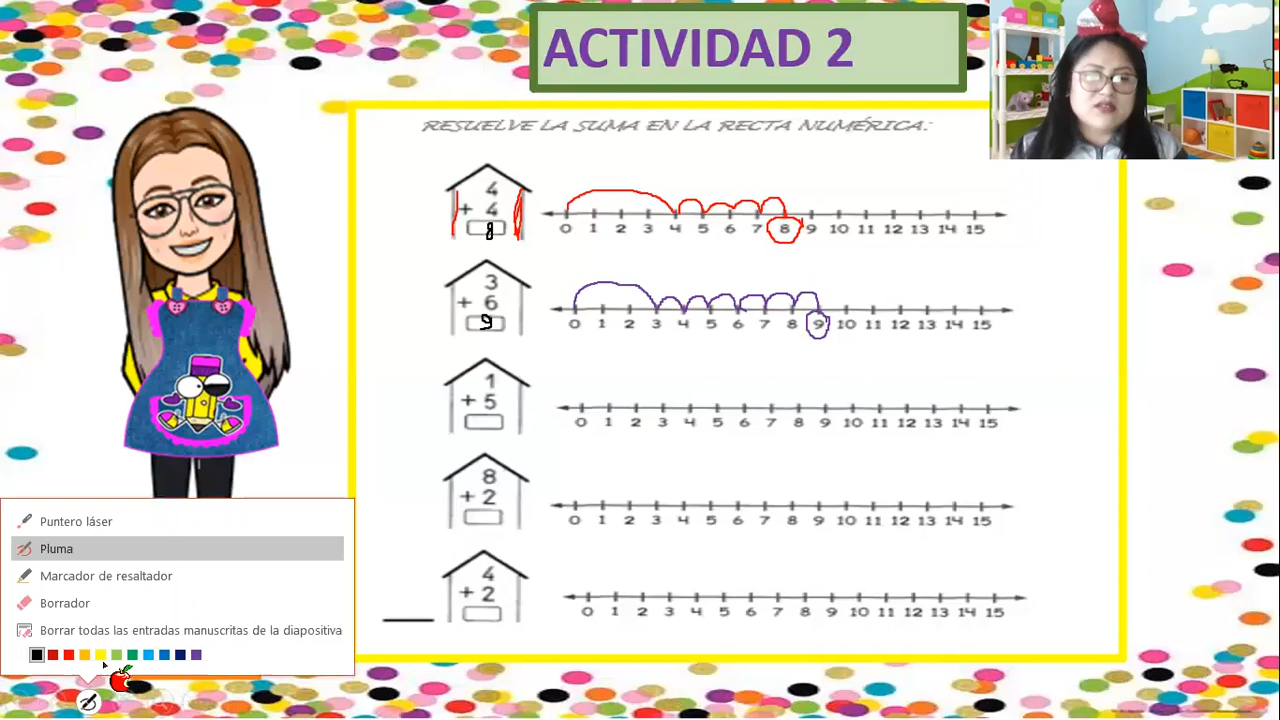 ACTIVIDAD 2
RESUELVE LA SUMA EN LA RECTA NUMÉRICA:
4
+ 4
8
0 1 2 3 4 5 6 7 8 9 10 11 12 13 14 15
3
+ 6
9
0 1 2 3 4 5 6 7 8 9 10 11 12 13 14 15
1
+ 5
0 1 2 3 4 5 6 7 8 9 10 11 12 13 14 15
8
+ 2
0 1 2 3 4 5 6 7 8 9 10 11 12 13 14 15
4
+ 2
0 1 2 3 4 5 6 7 8 9 10 11 12 13 14 15
Puntero láser
Pluma
Marcador de resaltador
Borrador
Borrar todas las entradas manuscritas de la diapositiva